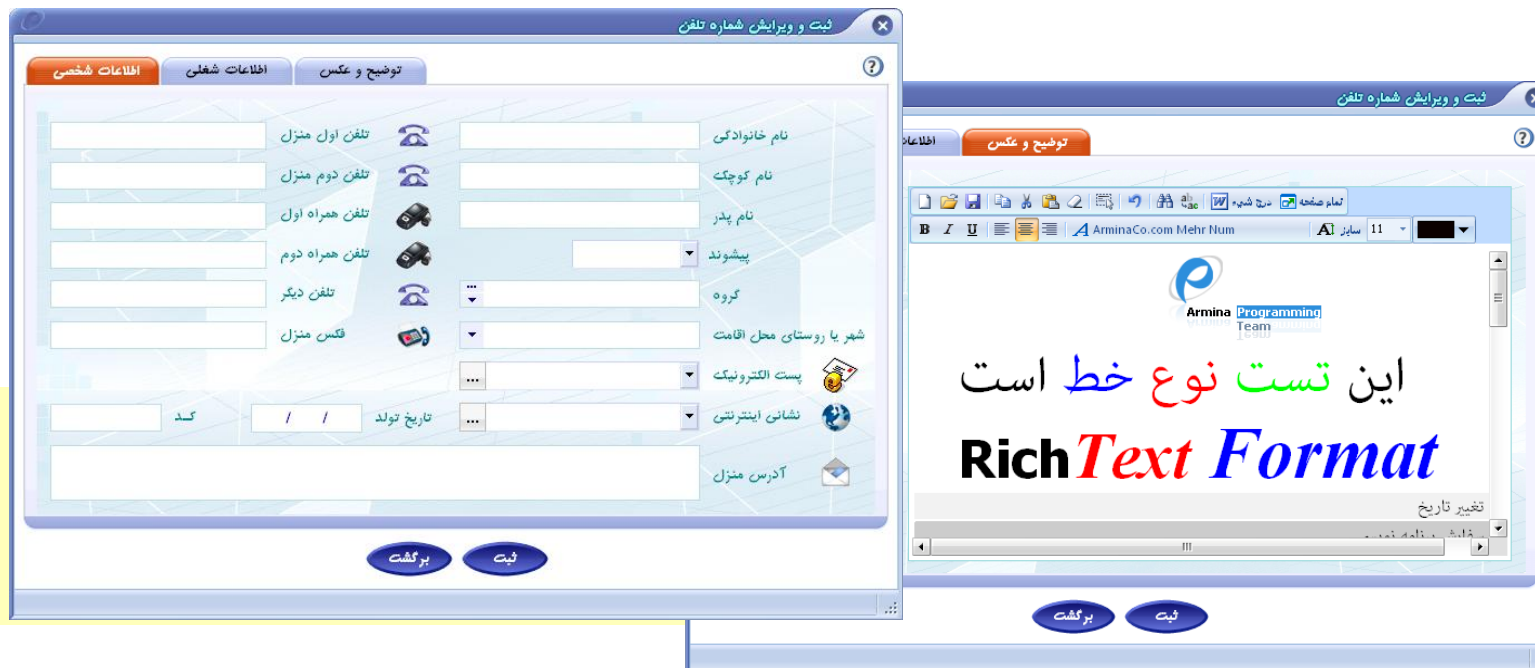 ثبت و ویرایش شماره تلفن
اطلاعات شخصی
اطلاعات شغلی
توضیح و عکس
نام خانوادگی
تلفن اول منزل
نام کوچک
تلفن دوم منزل
نام پدر
تلفن همراه اول
پیشوند
تلفن همراه دوم
گروه
تلفن دیگر
شهر یا روستای محل اقامت
فکس منزل
پست الکترونیک
...
نشانی اینترنتی
...
تاریخ تولد
/ /
کـد
آدرس منزل
ثبت
برگشت
ثبت و ویرایش شماره تلفن
توضیح و عکس
تمام صفحه
درج شیء
B I U
ArminaCo.com Mehr Num
سایز 11
Armina Programming
Team
این تست نوع خط است
RichText Format
تغییر تاریخ
ثبت
برگشت